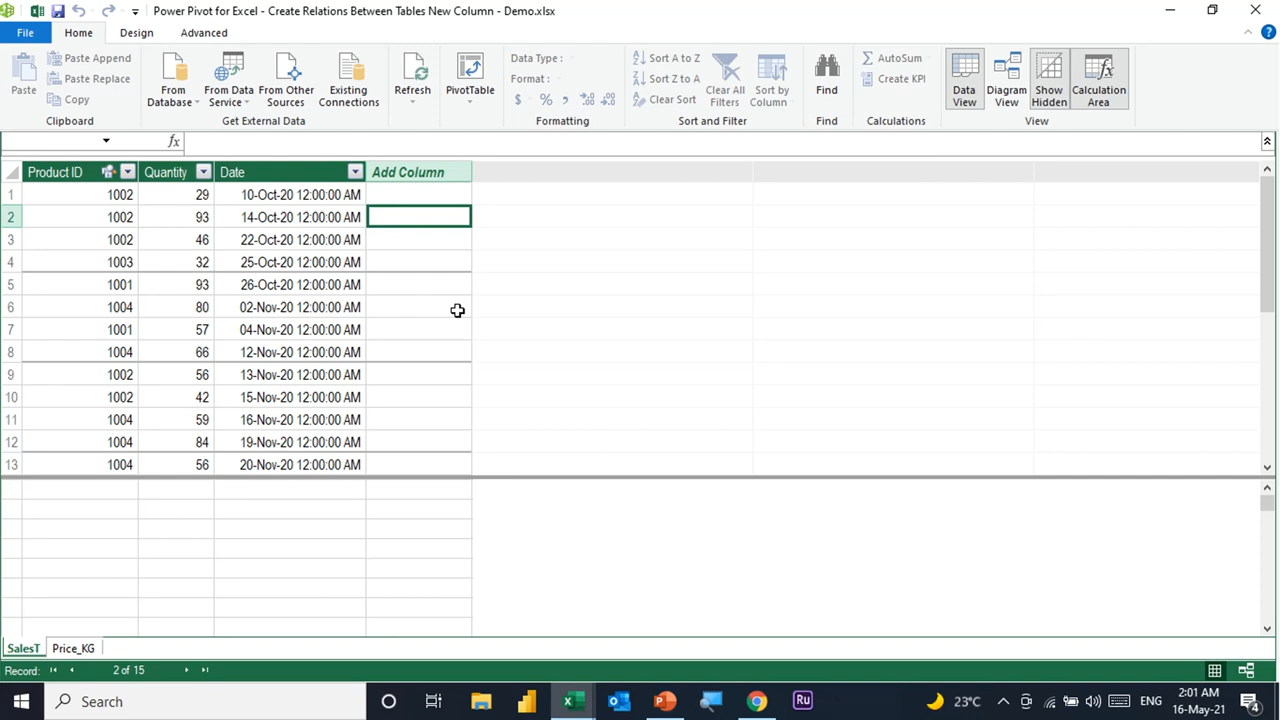 Power Pivot for Excel - Create Relations Between Tables New Column - Demo.xlsx
File Home Design Advanced
Paste
Paste Append
Paste Replace
Copy
Clipboard
From Database
From Data Service
From Other Sources
Existing Connections
Get External Data
Refresh
PivotTable
Data Type :
Format :
$ % ,
Formatting
Sort A to Z
Sort Z to A
Clear Sort
Clear All Filters
Sort by Column
Sort and Filter
Find
Find
AutoSum
Create KPI
Calculations
Data View
Diagram View
Show Hidden
Calculation Area
View
fx
Product ID Quantity Date Add Column
1 1002 29 10-Oct-20 12:00:00 AM
2 1002 93 14-Oct-20 12:00:00 AM
3 1002 46 22-Oct-20 12:00:00 AM
4 1003 32 25-Oct-20 12:00:00 AM
5 1001 93 26-Oct-20 12:00:00 AM
6 1004 80 02-Nov-20 12:00:00 AM
7 1001 57 04-Nov-20 12:00:00 AM
8 1004 66 12-Nov-20 12:00:00 AM
9 1002 56 13-Nov-20 12:00:00 AM
10 1002 42 15-Nov-20 12:00:00 AM
11 1004 59 16-Nov-20 12:00:00 AM
12 1004 84 19-Nov-20 12:00:00 AM
13 1004 56 20-Nov-20 12:00:00 AM
SalesT Price_KG
Record: 2 of 15
Search
Ru
23°C
ENG
2:01 AM
16-May-21
4